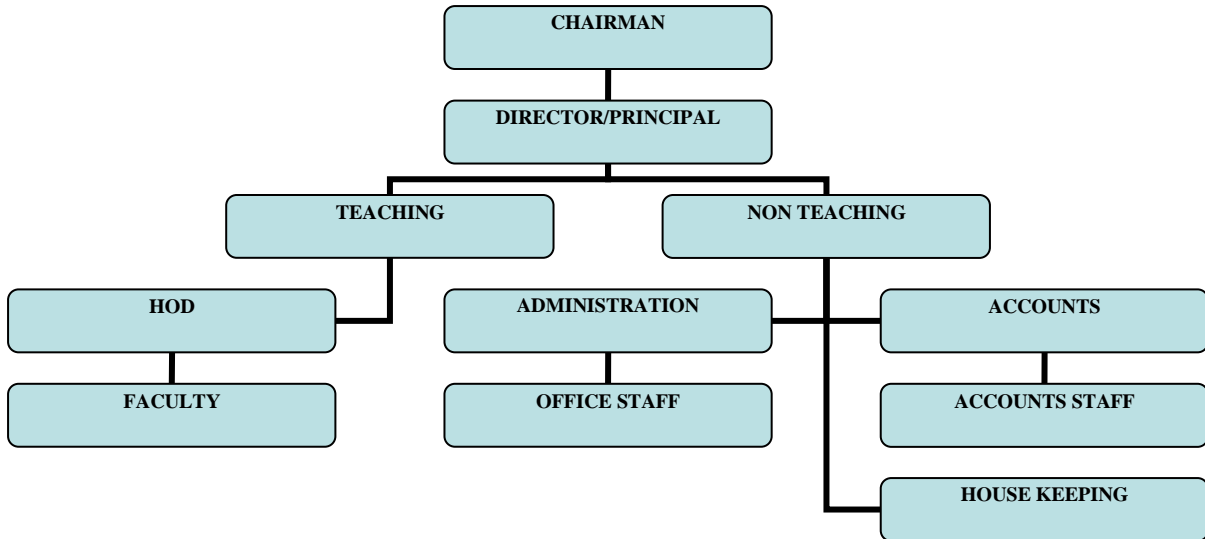 CHAIRMAN
DIRECTOR/PRINCIPAL
TEACHING
NON TEACHING
HOD
ADMINISTRATION
ACCOUNTS
FACULTY
OFFICE STAFF
ACCOUNTS STAFF
HOUSE KEEPING